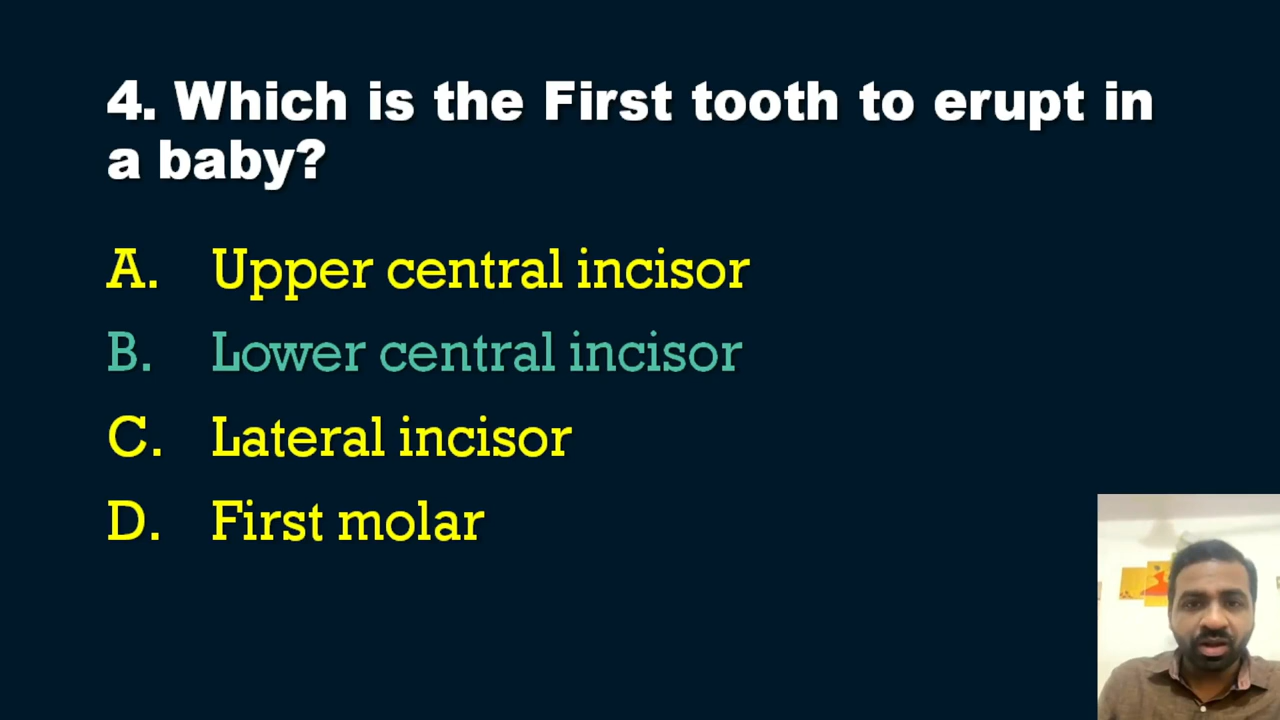 4. Which is the First tooth to erupt in
a baby?
A. Upper central incisor
B. Lower central incisor
C. Lateral incisor
D. First molar